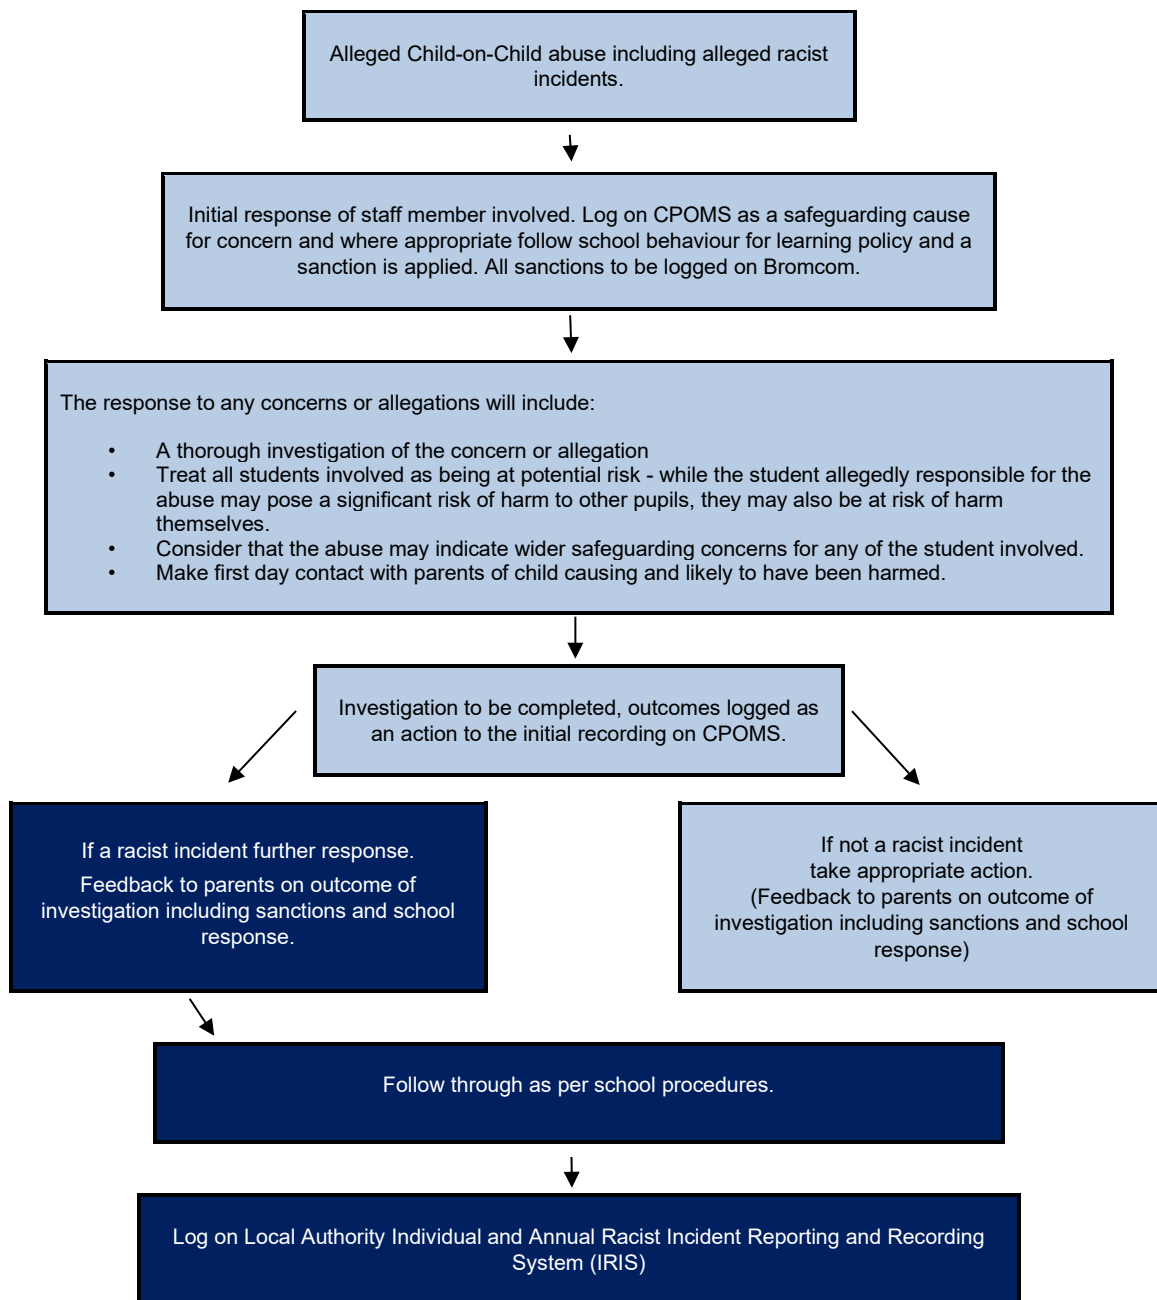 Alleged Child-on-Child abuse including alleged racist
incidents.
Initial response of staff member involved. Log on CPOMS as a safeguarding cause
for concern and where appropriate follow school behaviour for learning policy and a
sanction is applied. All sanctions to be logged on Bromcom.
The response to any concerns or allegations will include:
• A thorough investigation of the concern or allegation
• Treat all students involved as being at potential risk - while the student allegedly responsible for the
abuse may pose a significant risk of harm to other pupils, they may also be at risk of harm
themselves.
• Consider that the abuse may indicate wider safeguarding concerns for any of the student involved.
• Make first day contact with parents of child causing and likely to have been harmed.
Investigation to be completed, outcomes logged as
an action to the initial recording on CPOMS.
If a racist incident further response.
Feedback to parents on outcome of
investigation including sanctions and school
response.
If not a racist incident
take appropriate action.
(Feedback to parents on outcome of
investigation including sanctions and school
response)
Follow through as per school procedures.
Log on Local Authority Individual and Annual Racist Incident Reporting and Recording
System (IRIS)